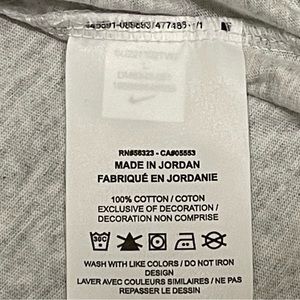 RN#56323 - CA#05553
MADE IN JORDAN
FABRIQUÉ EN JORDANIE
100% COTTON / COTON
EXCLUSIVE OF DECORATION /
DECORATION NON COMPRISE
30C
WASH WITH LIKE COLORS / DO NOT IRON
DESIGN
LAVER AVEC COULEURS SIMILAIRES / NE PAS
REPASSER LE DESSIN